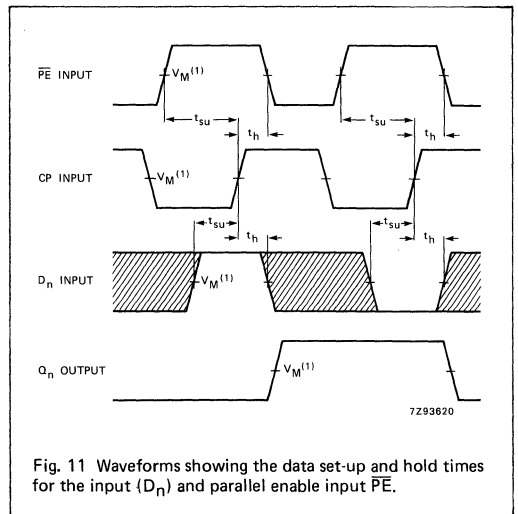 PE INPUT
VM(1)
tsu
th
tsu
th
CP INPUT
VM(1)
tsu
th
tsu
th
Dn INPUT
VM(1)
Qn OUTPUT
VM(1)
7Z93620
Fig. 11 Waveforms showing the data set-up and hold times
for the input (Dn) and parallel enable input PE.